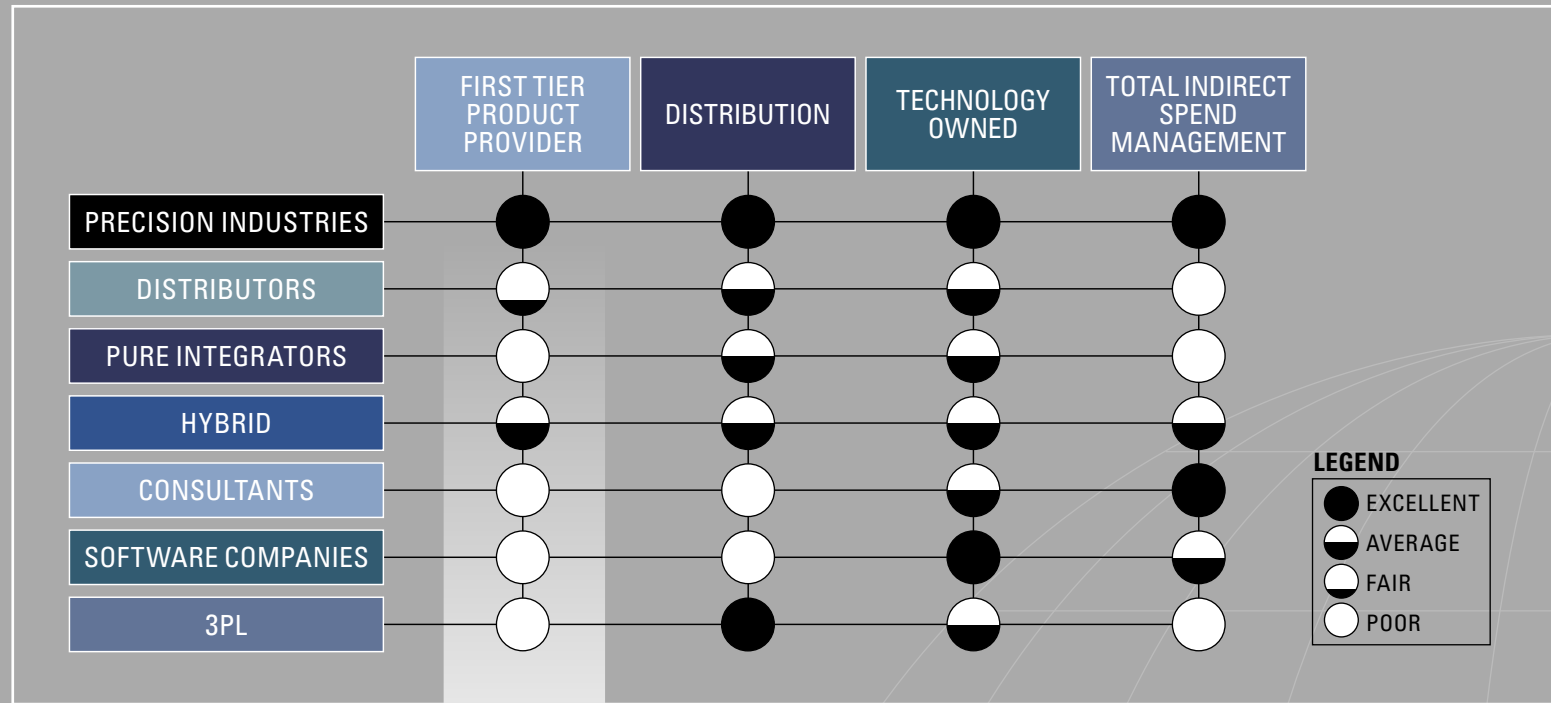 FIRST TIER
PRODUCT
PROVIDER
DISTRIBUTION
TECHNOLOGY
OWNED
TOTAL INDIRECT
SPEND
MANAGEMENT
PRECISION INDUSTRIES
DISTRIBUTORS
PURE INTEGRATORS
HYBRID
CONSULTANTS
SOFTWARE COMPANIES
3PL
LEGEND
EXCELLENT
AVERAGE
FAIR
POOR